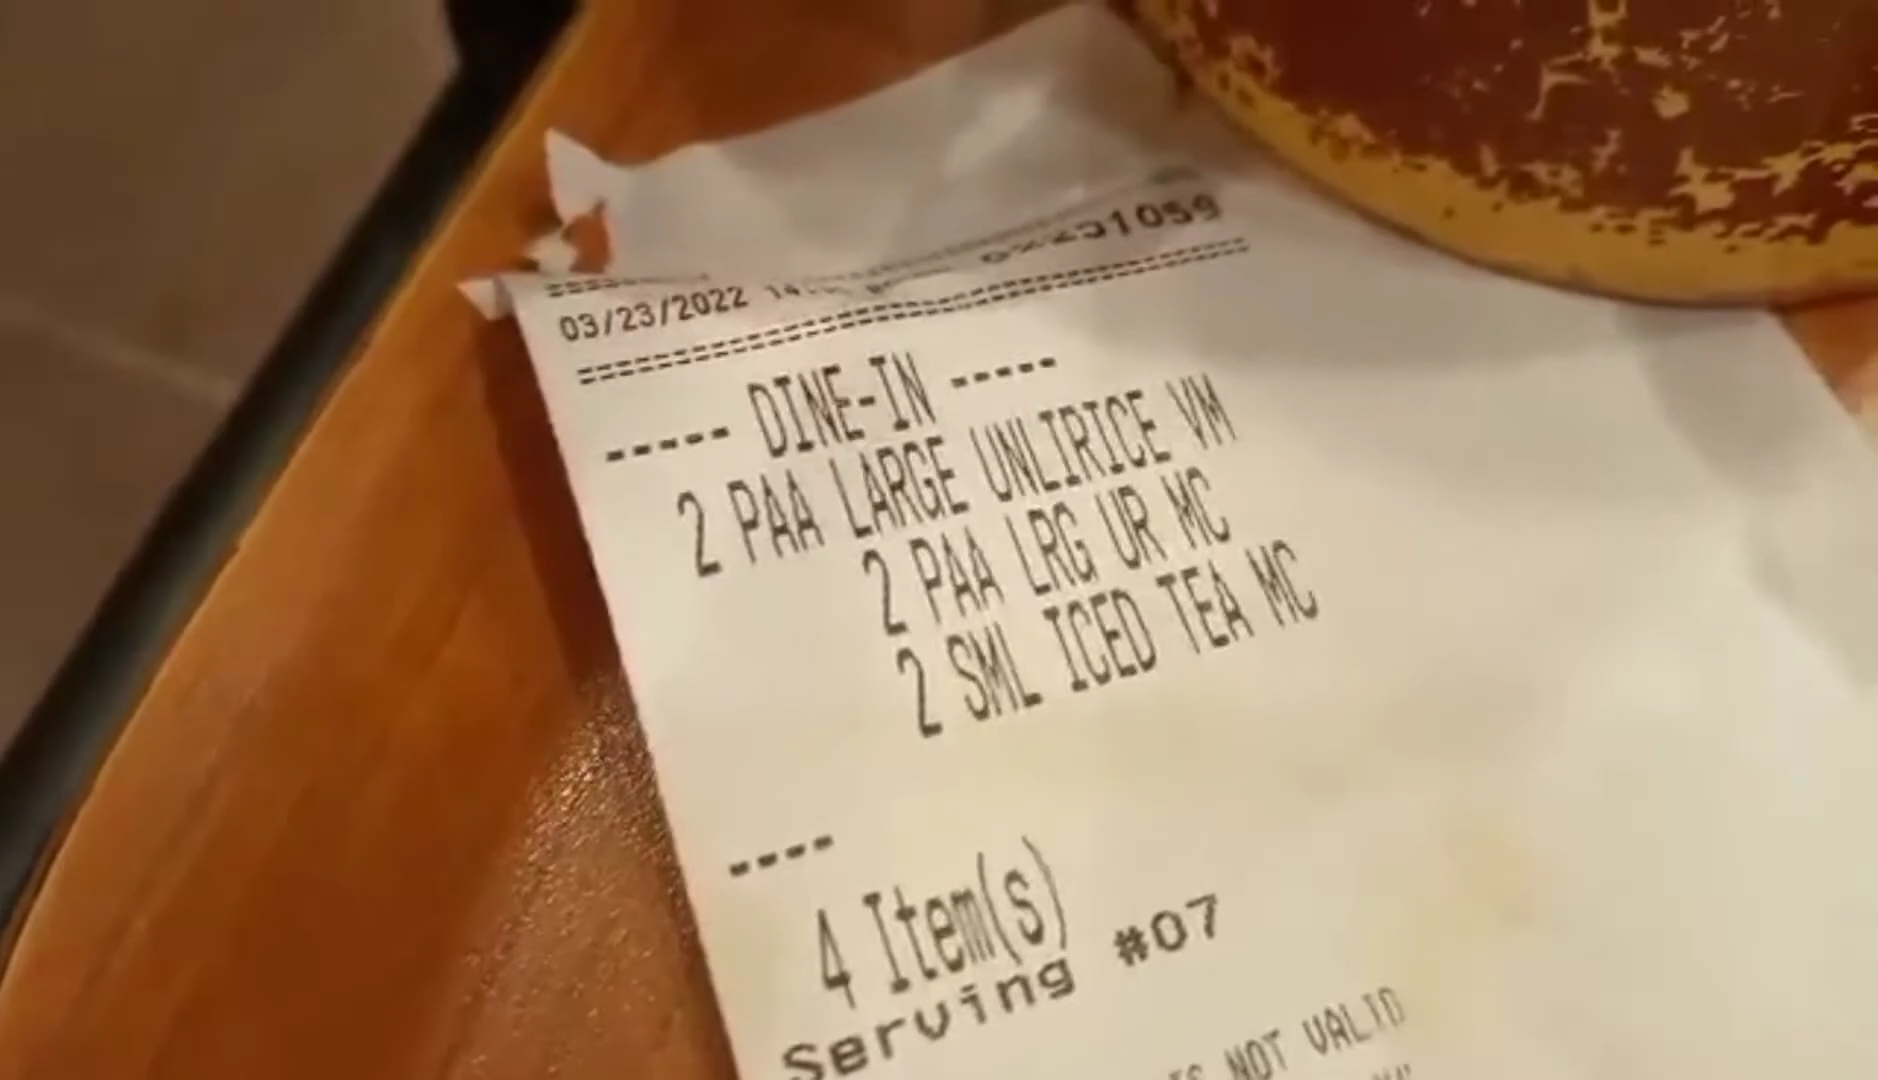 03/23/2022
----- DINE-IN -----
2 PAA LARGE UNLIRICE VM
2 PAA LRG UR MC
2 SML ICED TEA MC
----
4 Item(s)
Serving #07
NOT VALID